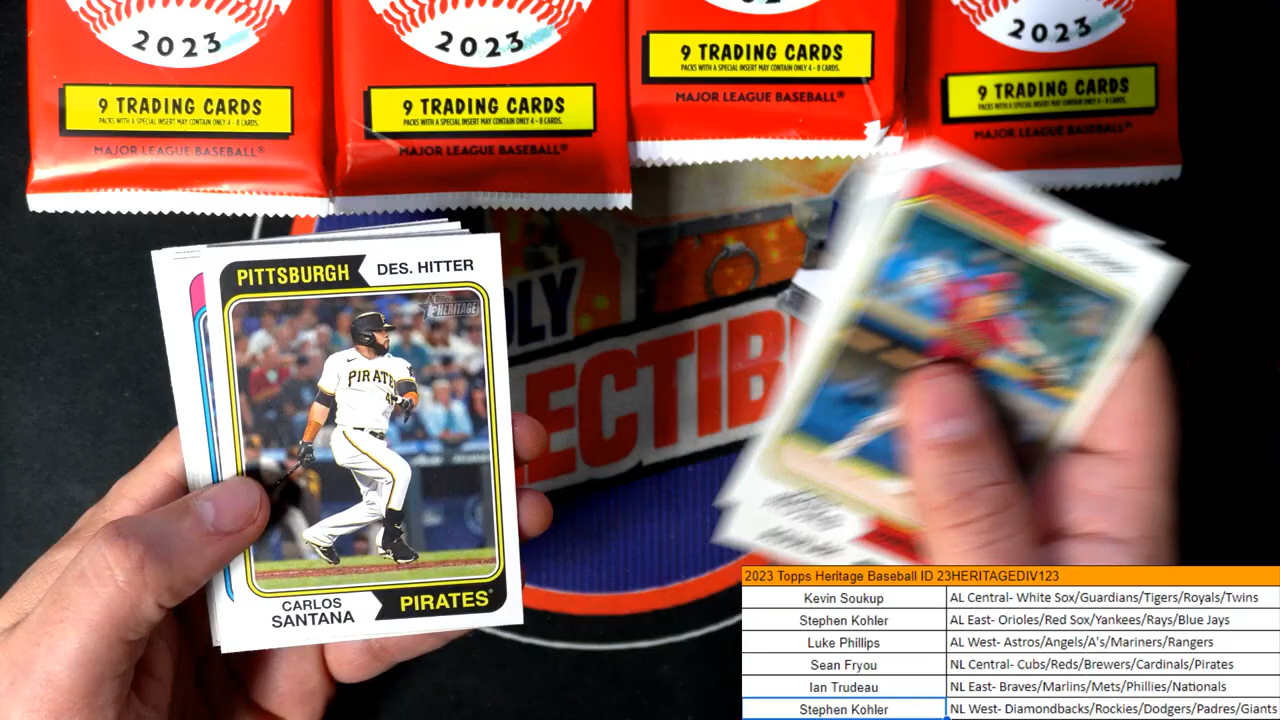 2023
2023
2023
9 TRADING CARDS
PACKS WITH A SPECIAL INSERT MAY CONTAIN ONLY 4 - 8 CARDS.
MAJOR LEAGUE BASEBALL®
9 TRADING CARDS
PACKS WITH A SPECIAL INSERT MAY CONTAIN ONLY 4 - 8 CARDS.
MAJOR LEAGUE BASEBALL®
9 TRADING CARDS
PACKS WITH A SPECIAL INSERT MAY CONTAIN ONLY 4 - 8 CARDS.
MAJOR LEAGUE BASEBALL®
9 TRADING CARDS
PACKS WITH A SPECIAL INSERT MAY CONTAIN ONLY 4 - 8 CARDS.
MAJOR LEAGUE BASEBALL®
PITTSBURGH DES. HITTER
Topps HERITAGE
PIRATE
CARLOS SANTANA
PIRATES®
OLY
LECTIB
2023 Topps Heritage Baseball ID 23HERITAGEDIV123
Kevin Soukup AL Central- White Sox/Guardians/Tigers/Royals/Twins
Stephen Kohler AL East- Orioles/Red Sox/Yankees/Rays/Blue Jays
Luke Phillips AL West- Astros/Angels/A's/Mariners/Rangers
Sean Fryou NL Central- Cubs/Reds/Brewers/Cardinals/Pirates
Ian Trudeau NL East- Braves/Marlins/Mets/Phillies/Nationals
Stephen Kohler NL West- Diamondbacks/Rockies/Dodgers/Padres/Giants